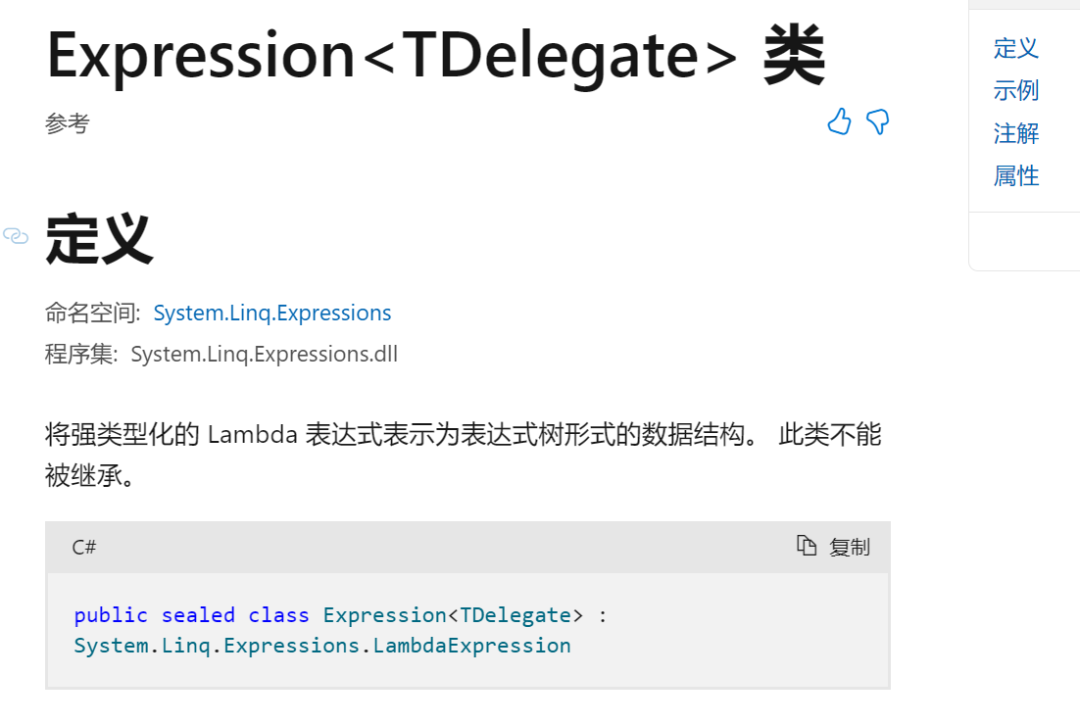 Expression<TDelegate> 类
参考
定义
命名空间: System.Linq.Expressions
程序集: System.Linq.Expressions.dll
将强类型化的 Lambda 表达式表示为表达式树形式的数据结构。 此类不能
被继承。
C#
复制
public sealed class Expression<TDelegate> :
System.Linq.Expressions.LambdaExpression
定义
示例
注解
属性